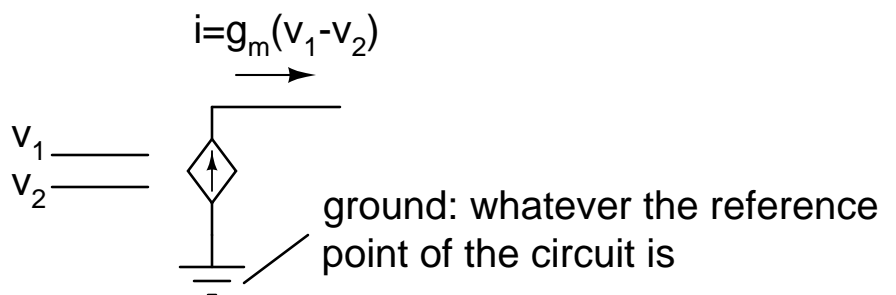 i=gm(v1-v2)
v1
v2
ground: whatever the reference
point of the circuit is